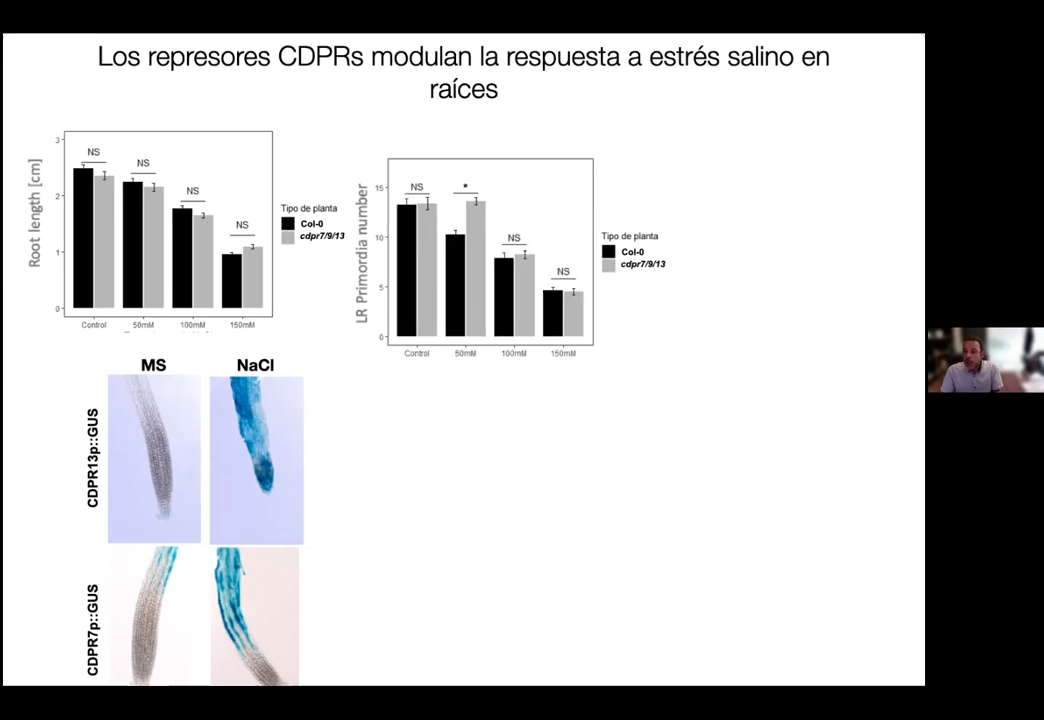 Los represores CDPRs modulan la respuesta a estrés salino en
raíces
Root length [cm]
3
2
1
0
NS
NS
NS
NS
Control
50mM
100mM
150mM
Tipo de planta
Col-0
cdpr7/9/13
LR Primordia number
15
10
5
0
NS
*
NS
NS
Control
50mM
100mM
150mM
Tipo de planta
Col-0
cdpr7/9/13
MS
NaCl
CDPR13p::GUS
CDPR7p::GUS